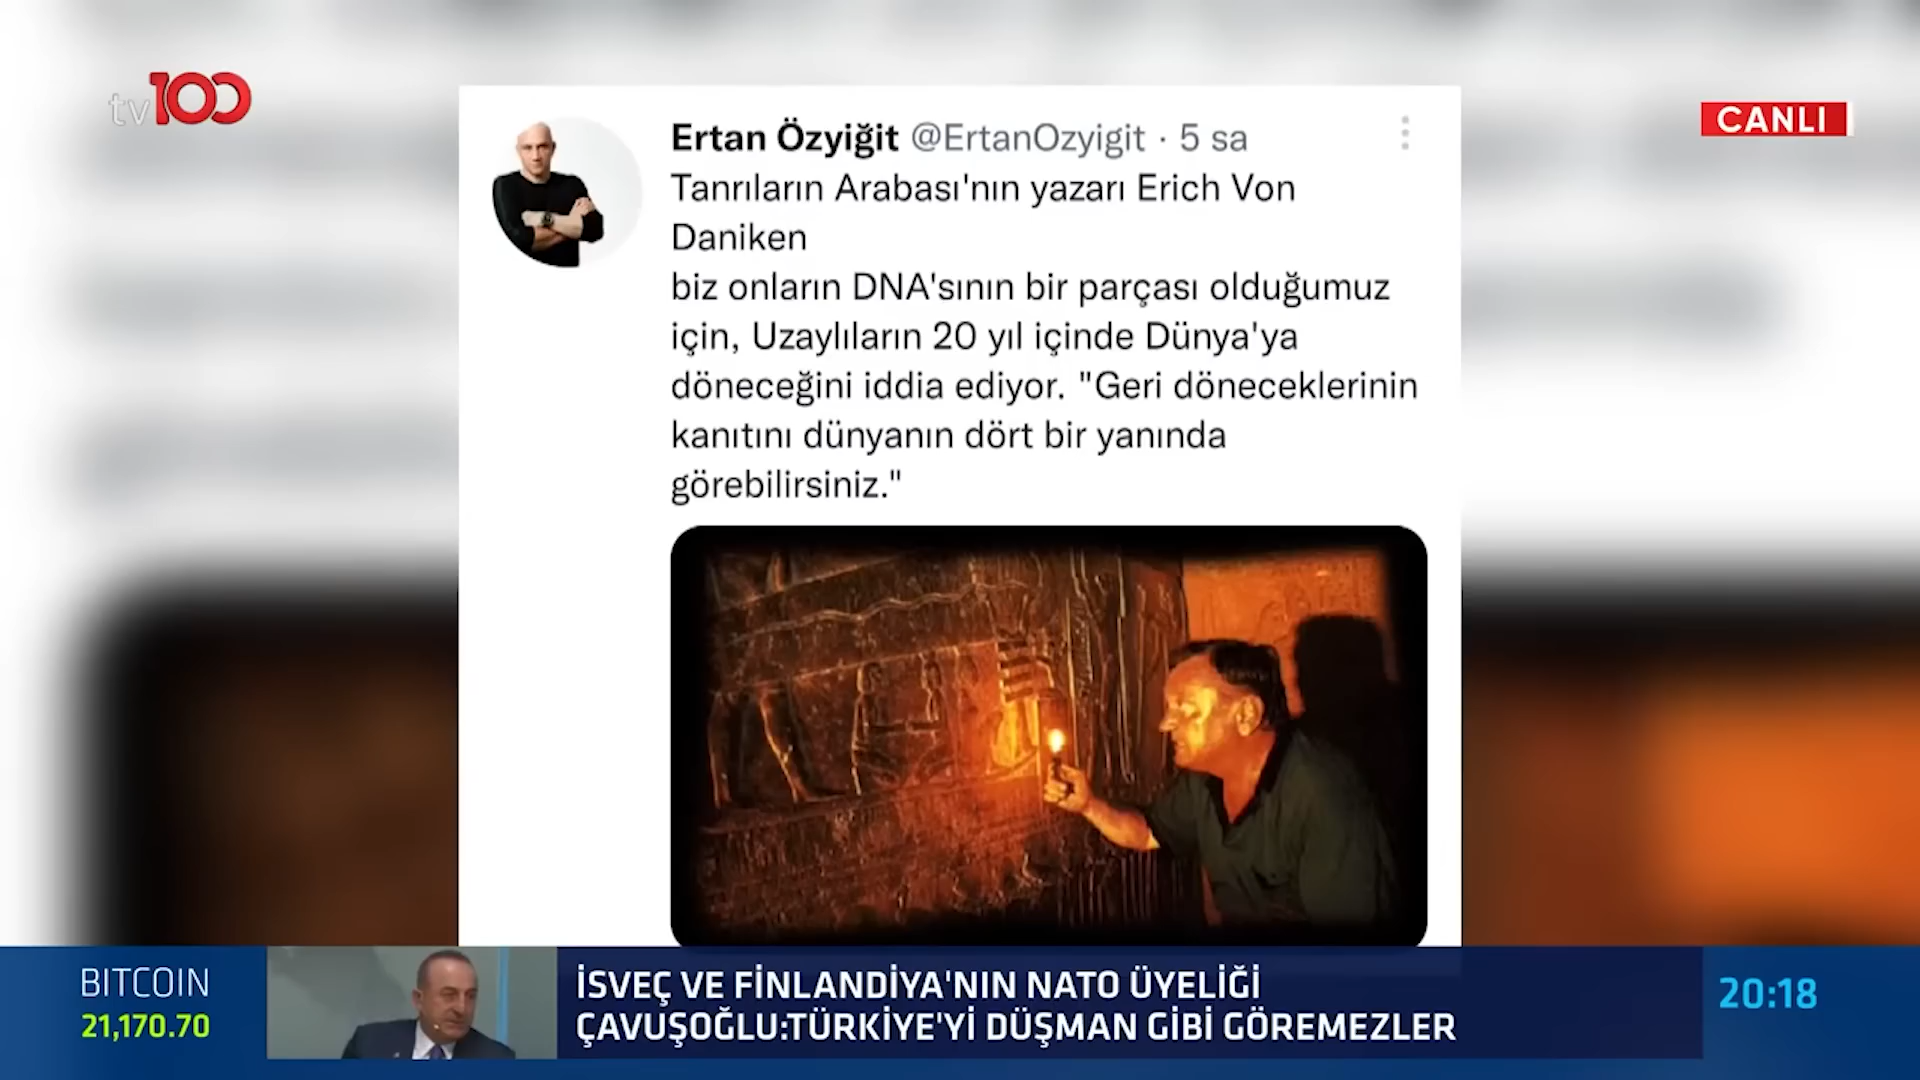 tv100
CANLI
Ertan Özyiğit @ErtanOzyigit · 5 sa
Tanrıların Arabası'nın yazarı Erich Von
Daniken
biz onların DNA'sının bir parçası olduğumuz
için, Uzaylıların 20 yıl içinde Dünya'ya
döneceğini iddia ediyor. "Geri döneceklerinin
kanıtını dünyanın dört bir yanında
görebilirsiniz."
BITCOIN
21,170.70
İSVEÇ VE FİNLANDİYA'NIN NATO ÜYELİĞİ
ÇAVUŞOĞLU:TÜRKİYE'Yİ DÜŞMAN GİBİ GÖREMEZLER
20:18